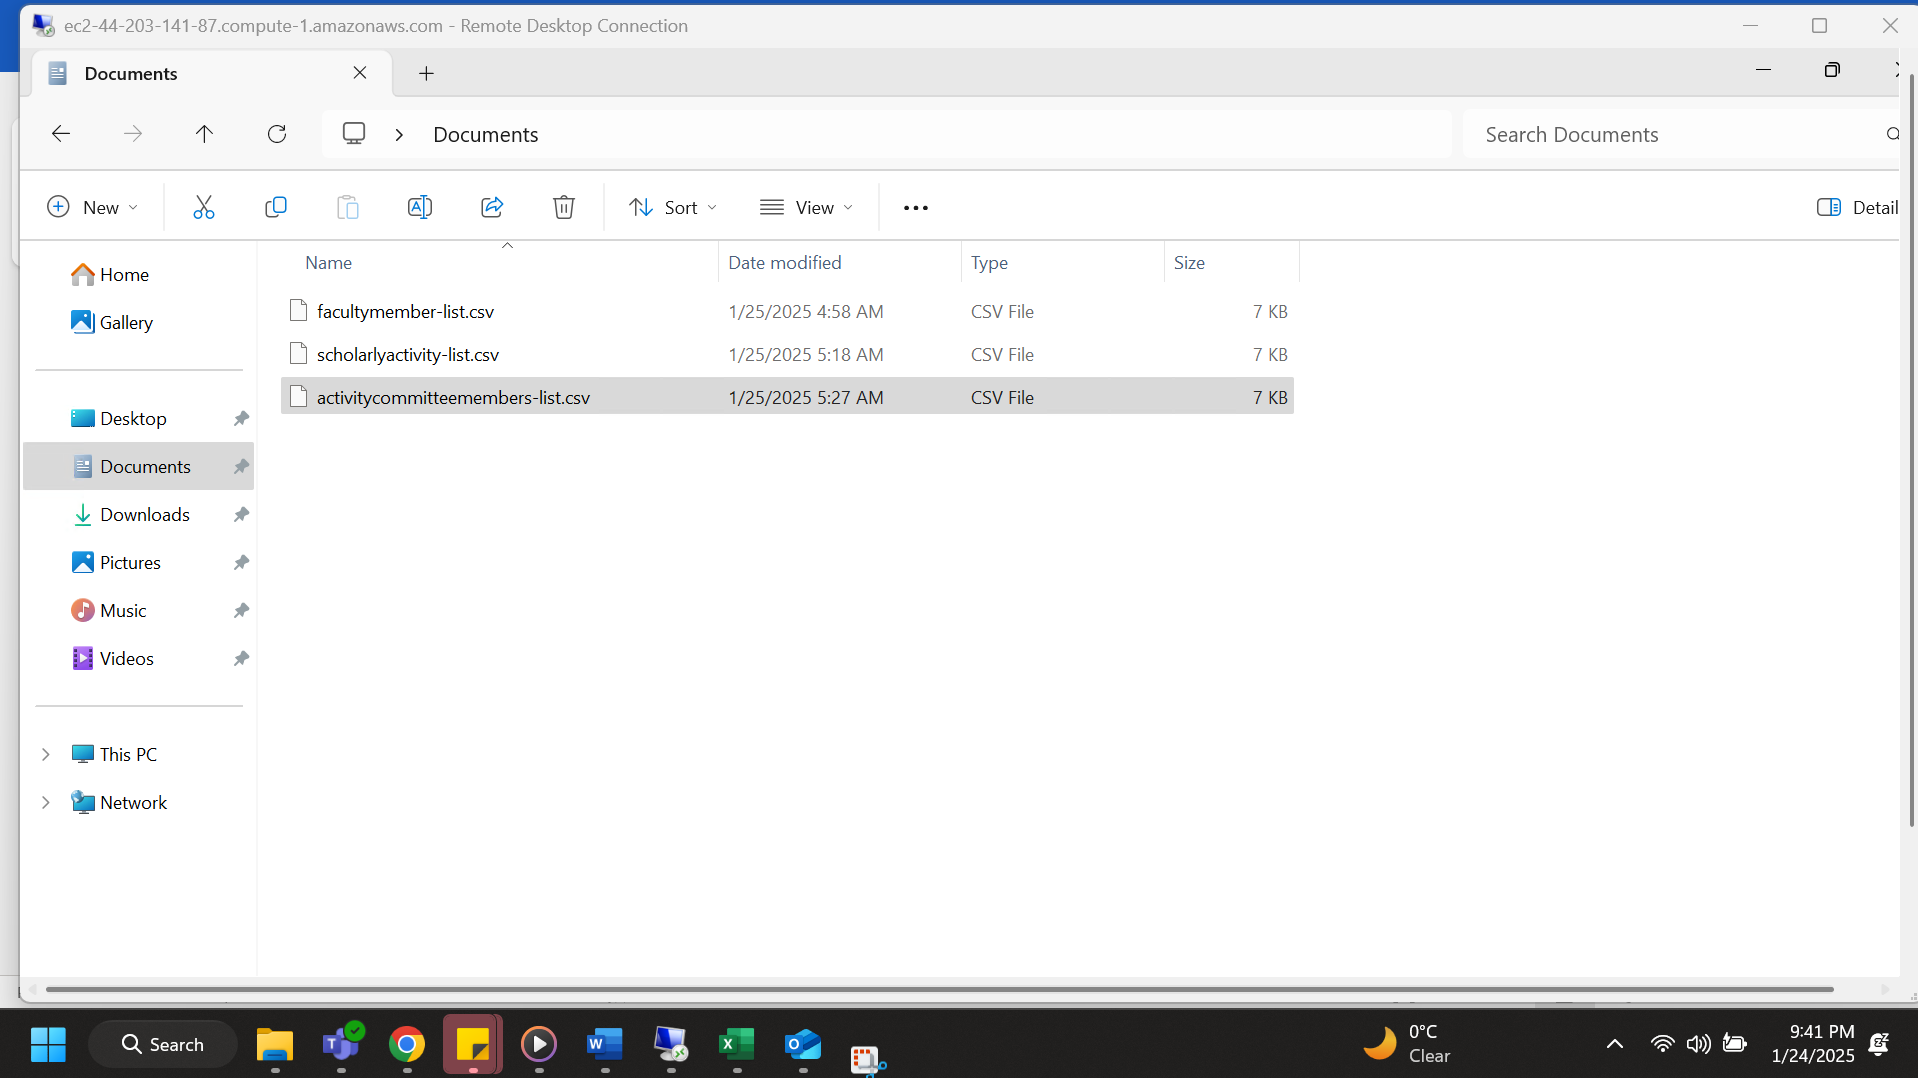 ec2-44-203-141-87.compute-1.amazonaws.com - Remote Desktop Connection
Documents
Documents
Search Documents
New
Sort
View
Detail
Name Date modified Type Size
facultymember-list.csv 1/25/2025 4:58 AM CSV File 7 KB
scholarlyactivity-list.csv 1/25/2025 5:18 AM CSV File 7 KB
activitycommitteemembers-list.csv 1/25/2025 5:27 AM CSV File 7 KB
Home
Gallery
Desktop
Documents
Downloads
Pictures
Music
Videos
This PC
Network
Search
0°C
Clear
9:41 PM
1/24/2025